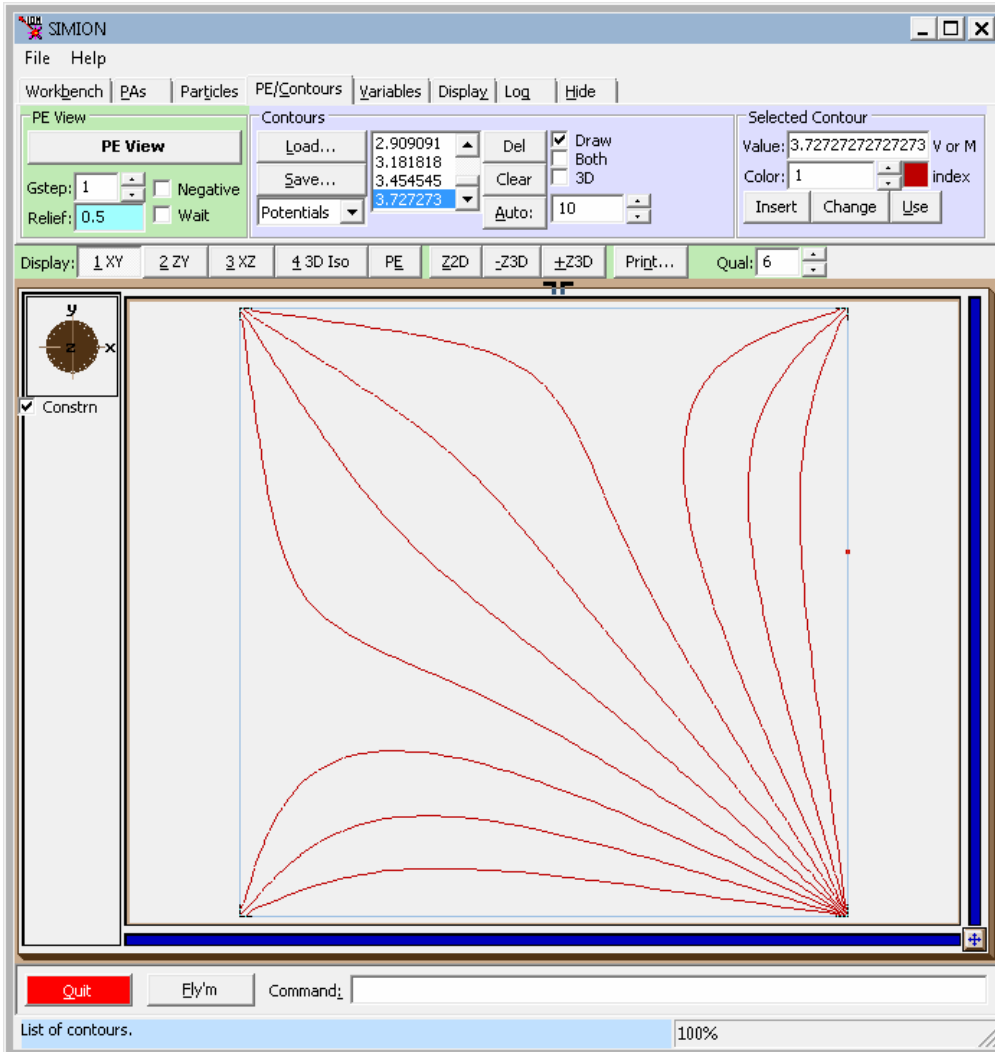 SIMION
File Help
Workbench PAs Particles PE/Contours Variables Display Log Hide
PE View Contours Selected Contour
PE View Load... 2.909091 Del Draw Value: 3.72727272727273 V or M
3.181818 Both
Gstep: 1 Negative Save... 3.454545 Clear 3D Color: 1 index
Relief: 0.5 Wait Potentials 3.727273 Auto: 10 Insert Change Use
Display: 1 XY 2 ZY 3 XZ 4 3D Iso PE Z2D -Z3D +Z3D Print... Qual: 6
y
z x
Constrn
Quit Fly'm Command:
List of contours. 100%